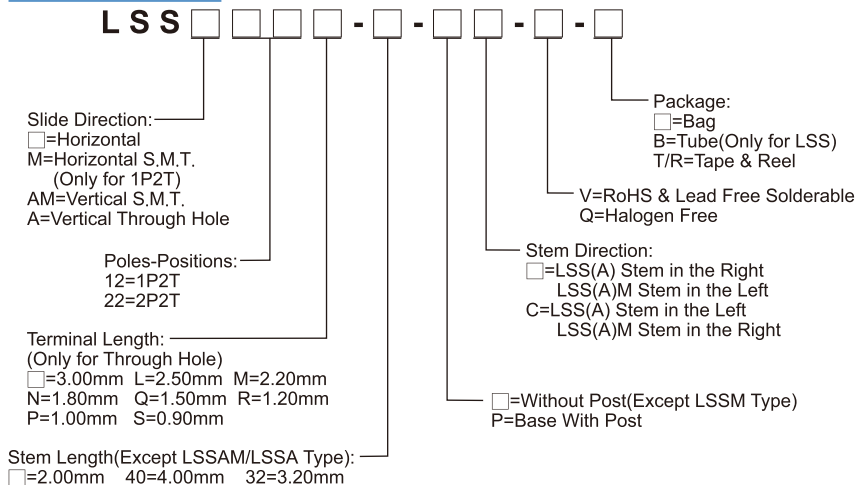 LSS□ □□ □ - □ - □ □ - □ - □
Slide Direction:
□=Horizontal
M=Horizontal S.M.T.
(Only for 1P2T)
AM=Vertical S.M.T.
A=Vertical Through Hole
Poles-Positions:
12=1P2T
22=2P2T
Terminal Length:
(Only for Through Hole)
□=3.00mm L=2.50mm M=2.20mm
N=1.80mm Q=1.50mm R=1.20mm
P=1.00mm S=0.90mm
Stem Length(Except LSSAM/LSSA Type):
□=2.00mm 40=4.00mm 32=3.20mm
Package:
□=Bag
B=Tube(Only for LSS)
T/R=Tape & Reel
V=RoHS & Lead Free Solderable
Q=Halogen Free
Stem Direction:
□=LSS(A) Stem in the Right
LSS(A)M Stem in the Left
C=LSS(A) Stem in the Left
LSS(A)M Stem in the Right
□=Without Post(Except LSSM Type)
P=Base With Post